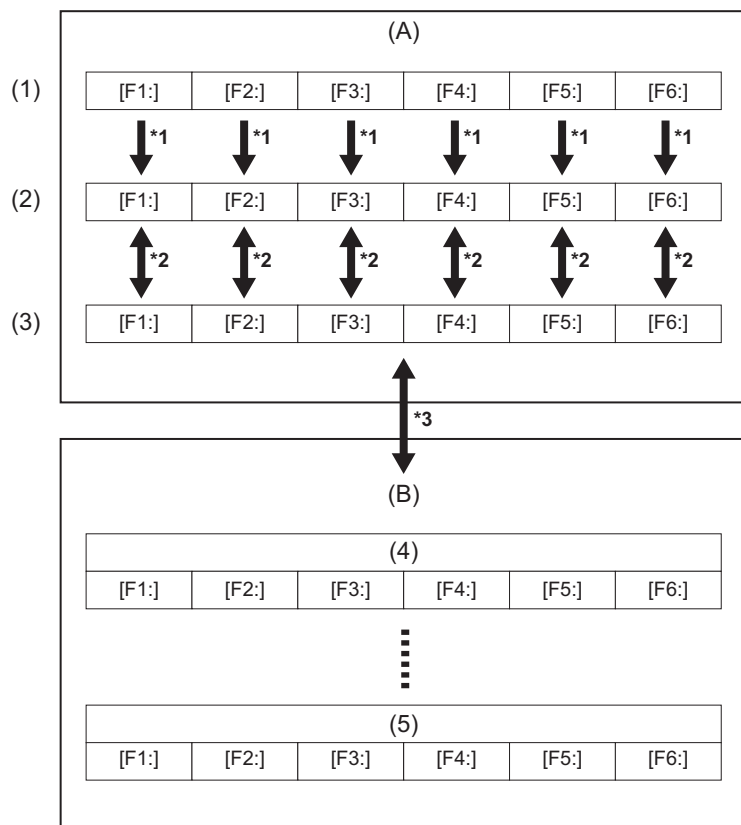 (A)
(1) [F1:] [F2:] [F3:] [F4:] [F5:] [F6:]
*1 *1 *1 *1 *1 *1
(2) [F1:] [F2:] [F3:] [F4:] [F5:] [F6:]
*2 *2 *2 *2 *2 *2
(3) [F1:] [F2:] [F3:] [F4:] [F5:] [F6:]
*3
(B)
(4)
[F1:] [F2:] [F3:] [F4:] [F5:] [F6:]
(5)
[F1:] [F2:] [F3:] [F4:] [F5:] [F6:]